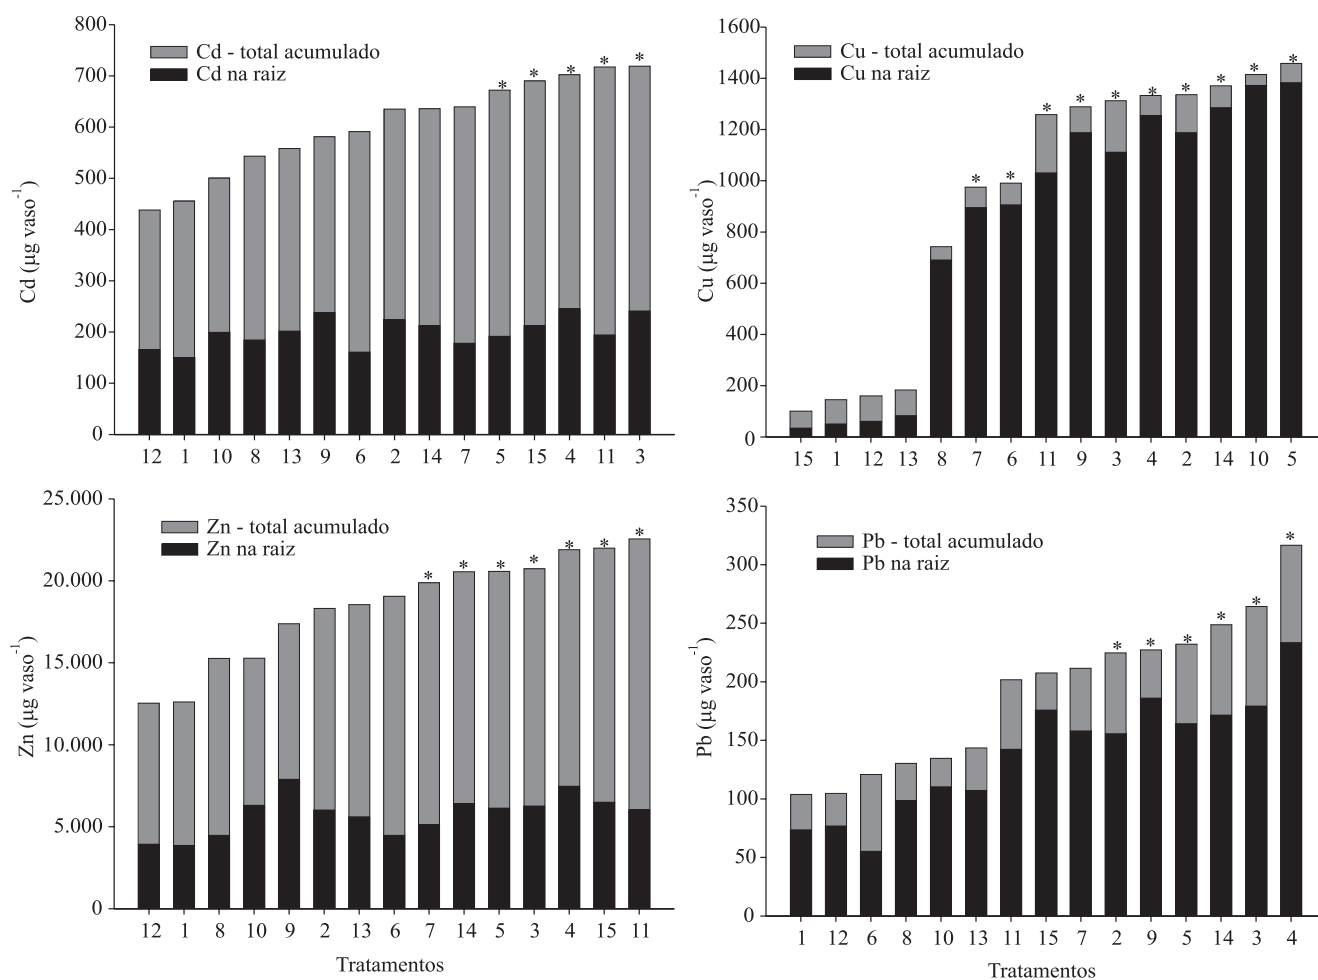 800
700
600
500
400
300
200
100
0
Cd (µg vaso-1)
Cd - total acumulado
Cd na raiz
* * * * *
12 1 10 8 13 9 6 2 14 7 5 15 4 11 3
1600
1400
1200
1000
800
600
400
200
0
Cu (µg vaso-1)
Cu - total acumulado
Cu na raiz
* * * * * * * * * *
15 1 12 13 8 7 6 11 9 3 4 2 14 10 5
25.000
20.000
15.000
10.000
5.000
0
Zn (µg vaso-1)
Zn - total acumulado
Zn na raiz
* * * * * * *
12 1 8 10 9 2 13 6 7 14 5 3 4 15 11
Tratamentos
350
300
250
200
150
100
50
0
Pb (µg vaso-1)
Pb - total acumulado
Pb na raiz
* * * * * *
1 12 6 8 10 13 11 15 7 2 9 5 14 3 4
Tratamentos